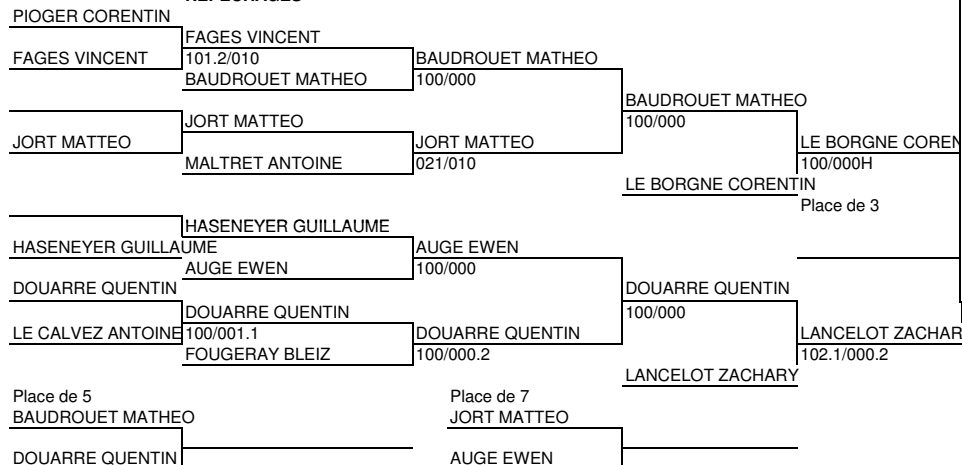 PIOGER CORENTIN
FAGES VINCENT
FAGES VINCENT 101.2/010 BAUDROUET MATHEO
BAUDROUET MATHEO 100/000
BAUDROUET MATHEO
JORT MATTEO 100/000
JORT MATTEO JORT MATTEO LE BORGNE COREN
MALTRET ANTOINE 021/010 100/000H
LE BORGNE CORENTIN
Place de 3
HASENEYER GUILLAUME
HASENEYER GUILLAUME AUGE EWEN
AUGE EWEN 100/000
DOUARRE QUENTIN DOUARRE QUENTIN
DOUARRE QUENTIN 100/000
LE CALVEZ ANTOINE 100/001.1 DOUARRE QUENTIN LANCELOT ZACHAR
FOUGERAY BLEIZ 100/000.2 102.1/000.2
LANCELOT ZACHARY
Place de 5 Place de 7
BAUDROUET MATHEO JORT MATTEO
DOUARRE QUENTIN AUGE EWEN